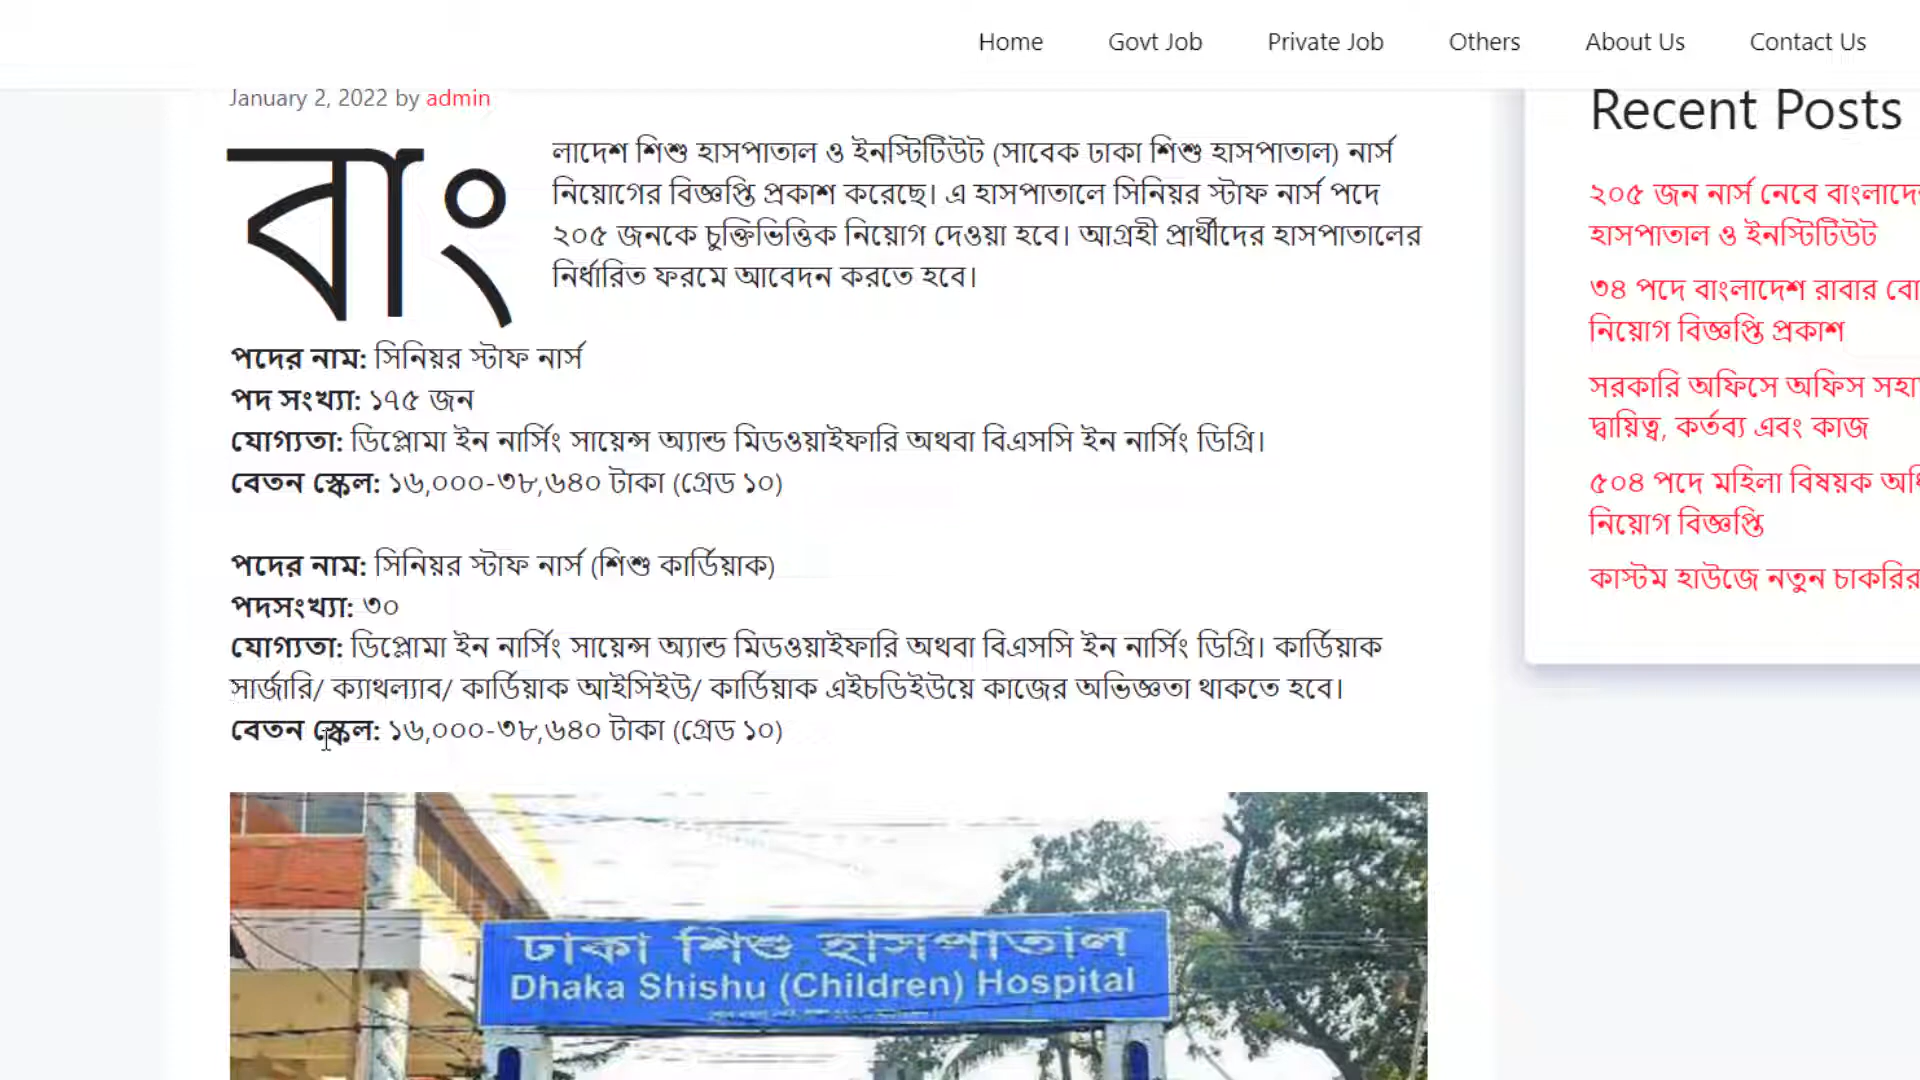 Home Govt Job Private Job Others About Us Contact Us
January 2, 2022 by admin
বাং
লাদেশ শিশু হাসপাতাল ও ইনস্টিটিউট (সাবেক ঢাকা শিশু হাসপাতাল) নার্স
নিয়োগের বিজ্ঞপ্তি প্রকাশ করেছে। এ হাসপাতালে সিনিয়র স্টাফ নার্স পদে
২০৫ জনকে চুক্তিভিত্তিক নিয়োগ দেওয়া হবে। আগ্রহী প্রার্থীদের হাসপাতালের
নির্ধারিত ফরমে আবেদন করতে হবে।
পদের নাম: সিনিয়র স্টাফ নার্স
পদ সংখ্যা: ১৭৫ জন
যোগ্যতা: ডিপ্লোমা ইন নার্সিং সায়েন্স অ্যান্ড মিডওয়াইফারি অথবা বিএসসি ইন নার্সিং ডিগ্রি।
বেতন স্কেল: ১৬,০০০-৩৮,৬৪০ টাকা (গ্রেড ১০)
পদের নাম: সিনিয়র স্টাফ নার্স (শিশু কার্ডিয়াক)
পদসংখ্যা: ৩০
যোগ্যতা: ডিপ্লোমা ইন নার্সিং সায়েন্স অ্যান্ড মিডওয়াইফারি অথবা বিএসসি ইন নার্সিং ডিগ্রি। কার্ডিয়াক
সার্জারি/ ক্যাথল্যাব/ কার্ডিয়াক আইসিইউ/ কার্ডিয়াক এইচডিইউয়ে কাজের অভিজ্ঞতা থাকতে হবে।
বেতন স্কেল: ১৬,০০০-৩৮,৬৪০ টাকা (গ্রেড ১০)
ঢাকা শিশু হাসপাতাল
Dhaka Shishu (Children) Hospital
Recent Posts
২০৫ জন নার্স নেবে
হাসপাতাল ও ইনস্টিটিউট
৩৪ পদে বাংলাদেশ রাবার
নিয়োগ বিজ্ঞপ্তি প্রকাশ
সরকারি অফিসে অফিস
দ্বায়িত্ব, কর্তব্য এবং কাজ
৫০৪ পদে মহিলা বিষয়ক
নিয়োগ বিজ্ঞপ্তি
কাস্টম হাউজে নতুন